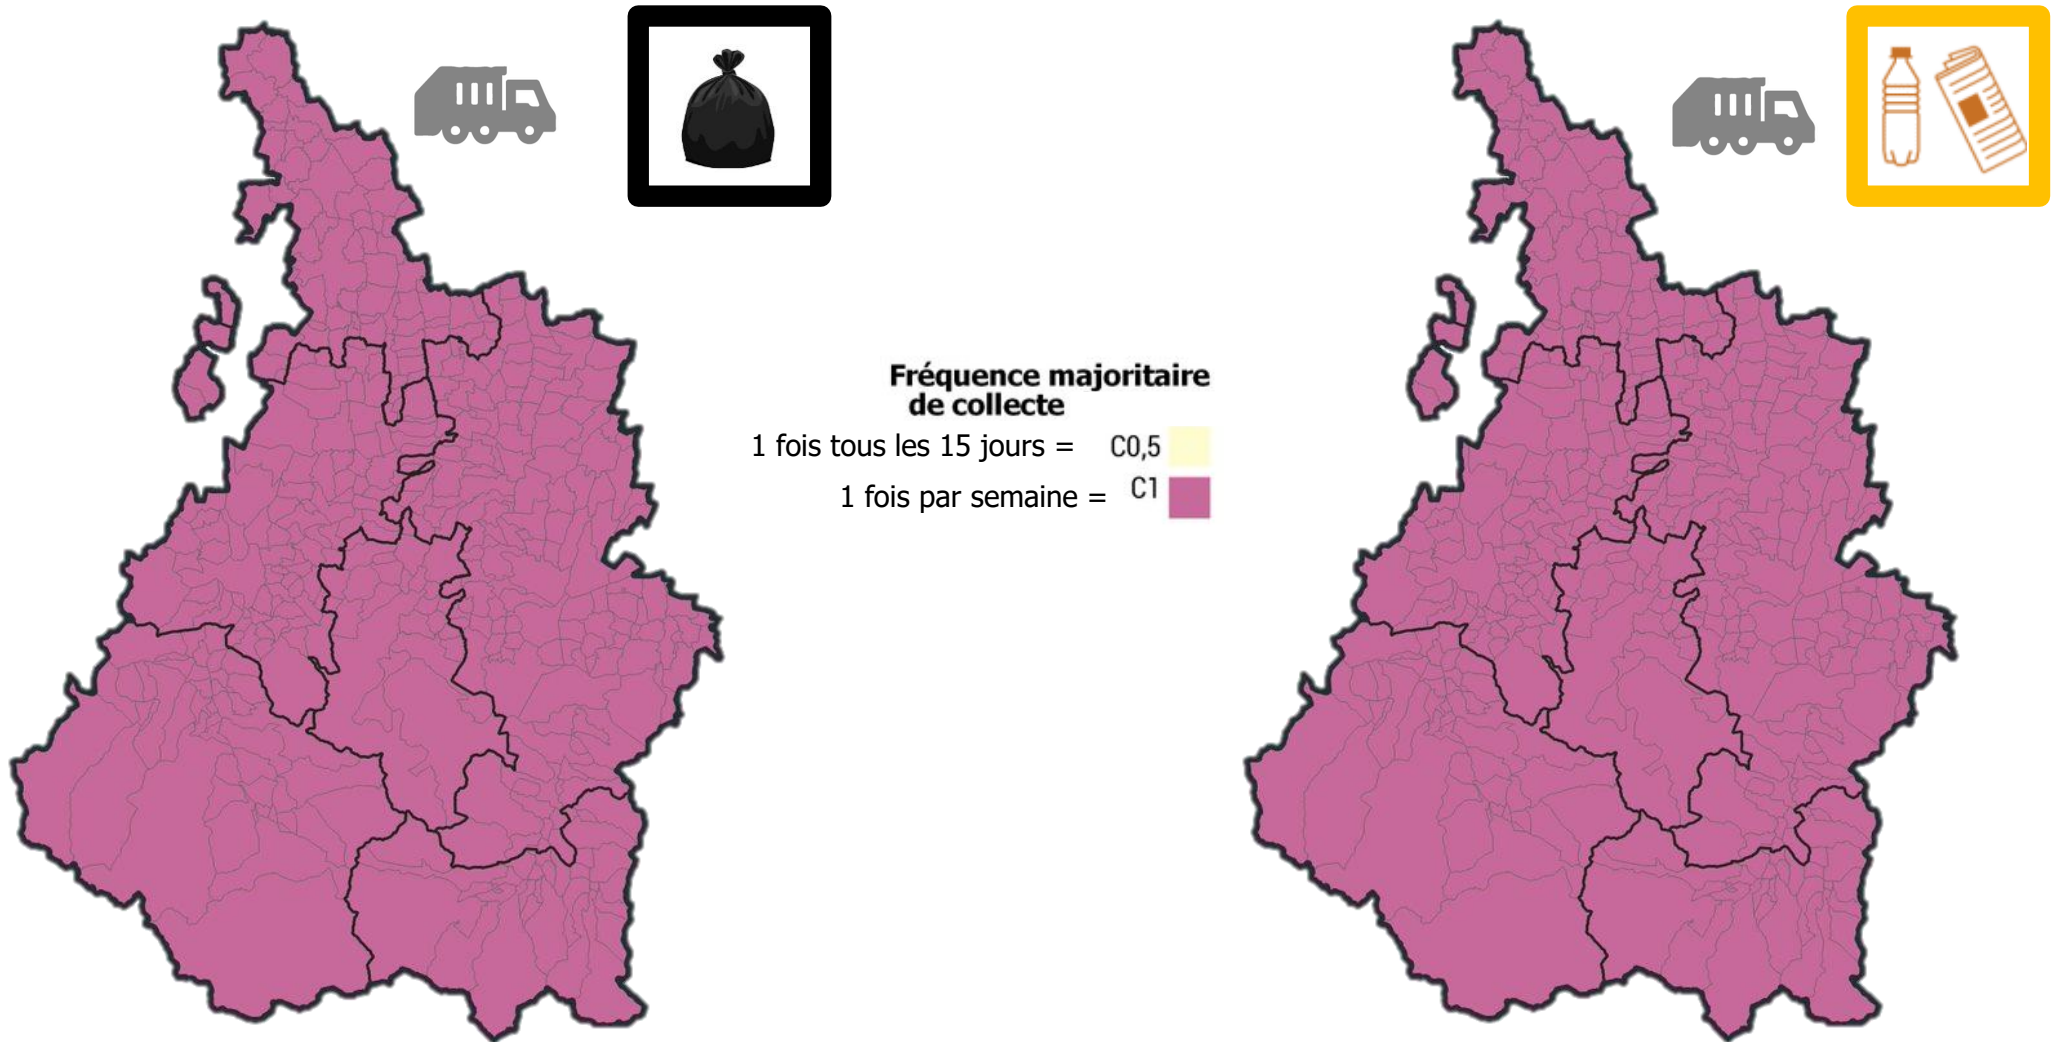 Fréquence majoritaire
de collecte
1 fois tous les 15 jours = C0,5
1 fois par semaine = C1